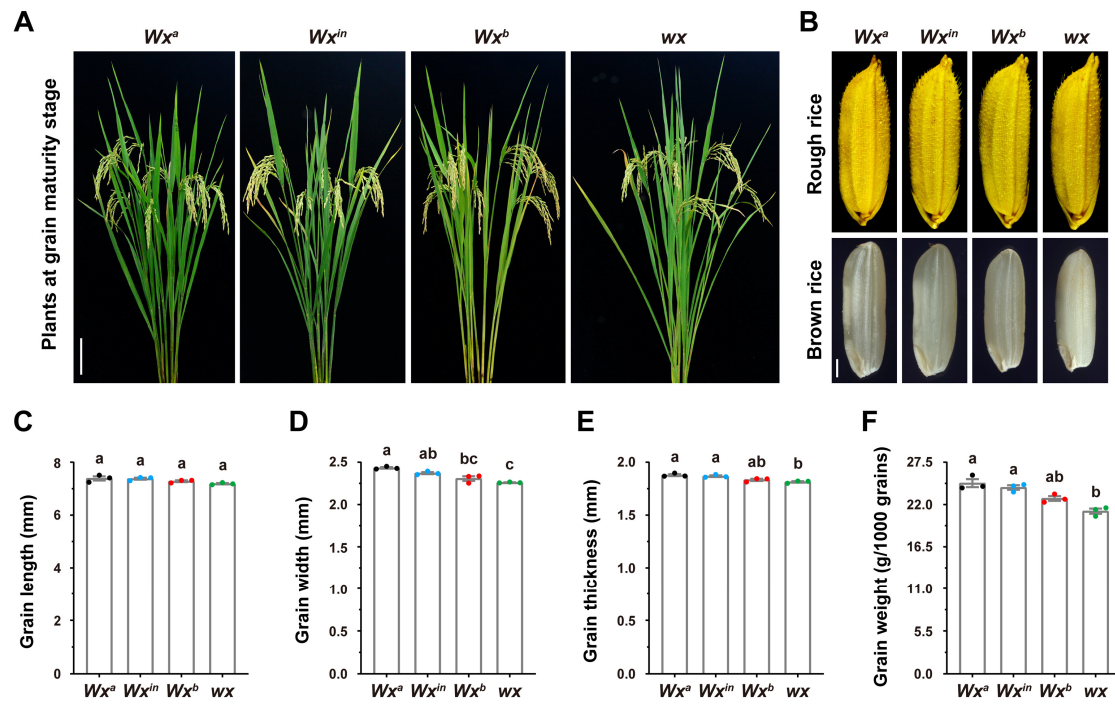 A
Wxᵃ Wxⁱⁿ Wxᵇ wx
Plants at grain maturity stage
B
Wxᵃ Wxⁱⁿ Wxᵇ wx
Rough rice
Brown rice
C
Grain length (mm)
8
6
4
2
0
a a a a
Wxᵃ Wxⁱⁿ Wxᵇ wx
D
Grain width (mm)
2.5
2.0
1.5
1.0
0.5
0.0
a ab bc c
Wxᵃ Wxⁱⁿ Wxᵇ wx
E
Grain thickness (mm)
2.0
1.5
1.0
0.5
0.0
a a ab b
Wxᵃ Wxⁱⁿ Wxᵇ wx
F
Grain weight (g/1000 grains)
27.5
22.0
16.5
11.0
5.5
0.0
a a ab b
Wxᵃ Wxⁱⁿ Wxᵇ wx